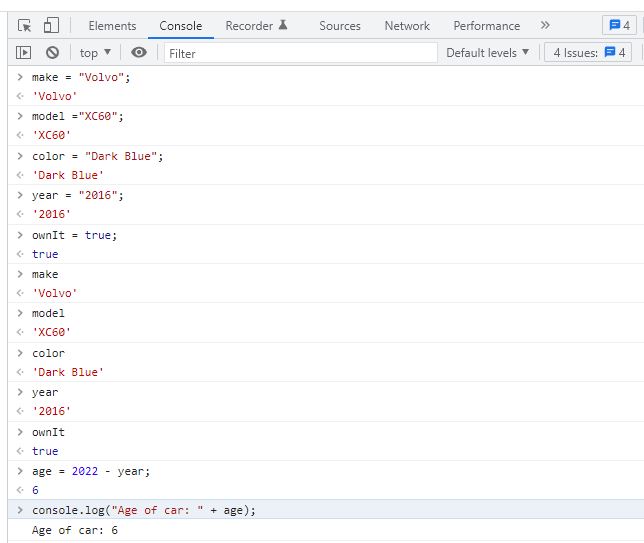 Elements Console Recorder Sources Network Performance » 4
top ▼ Filter Default levels ▼ 4 Issues: 4
> make = "Volvo";
<· 'Volvo'
> model ="XC60";
<· 'XC60'
> color = "Dark Blue";
<· 'Dark Blue'
> year = "2016";
<· '2016'
> ownIt = true;
<· true
> make
<· 'Volvo'
> model
<· 'XC60'
> color
<· 'Dark Blue'
> year
<· '2016'
> ownIt
<· true
> age = 2022 - year;
<· 6
> console.log("Age of car: " + age);
Age of car: 6